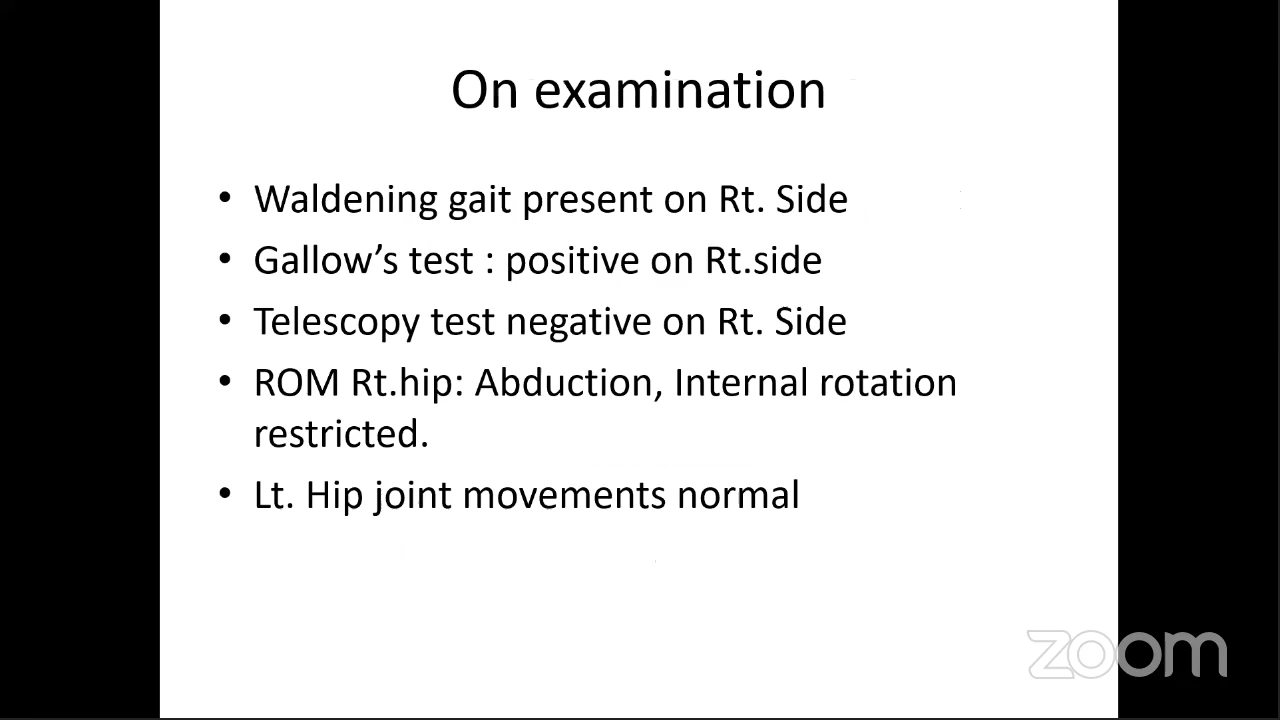 On examination
• Waldening gait present on Rt. Side
• Gallow’s test : positive on Rt.side
• Telescopy test negative on Rt. Side
• ROM Rt.hip: Abduction, Internal rotation
restricted.
• Lt. Hip joint movements normal
zoom